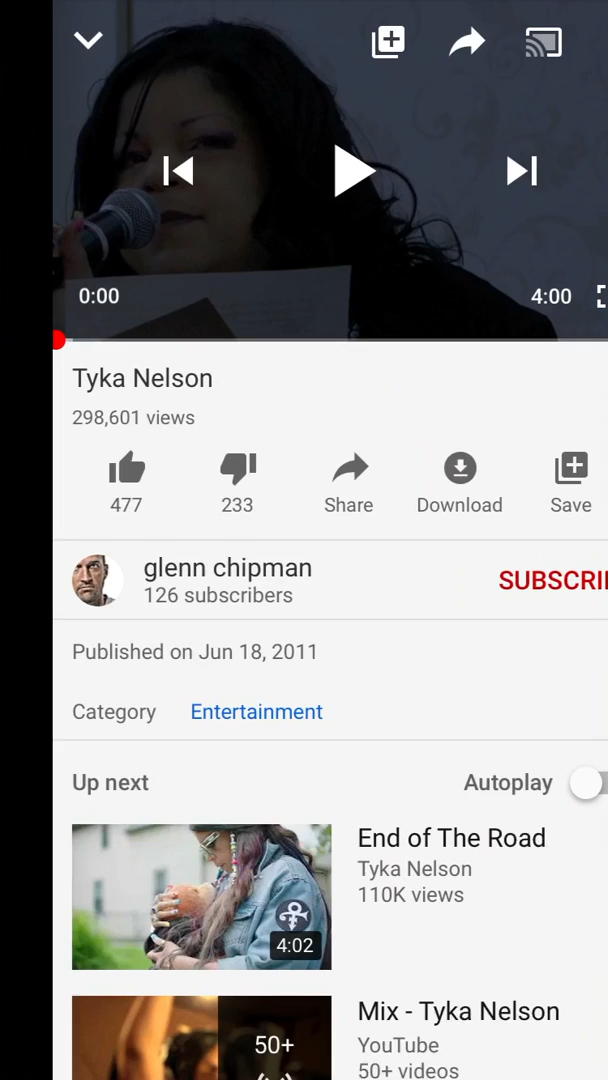 0:00
4:00
Tyka Nelson
298,601 views
477
233
Share
Download
Save
glenn chipman
126 subscribers
SUBSCRI
Published on Jun 18, 2011
Category
Entertainment
Up next
Autoplay
End of The Road
Tyka Nelson
110K views
4:02
Mix - Tyka Nelson
YouTube
50+ videos
50+